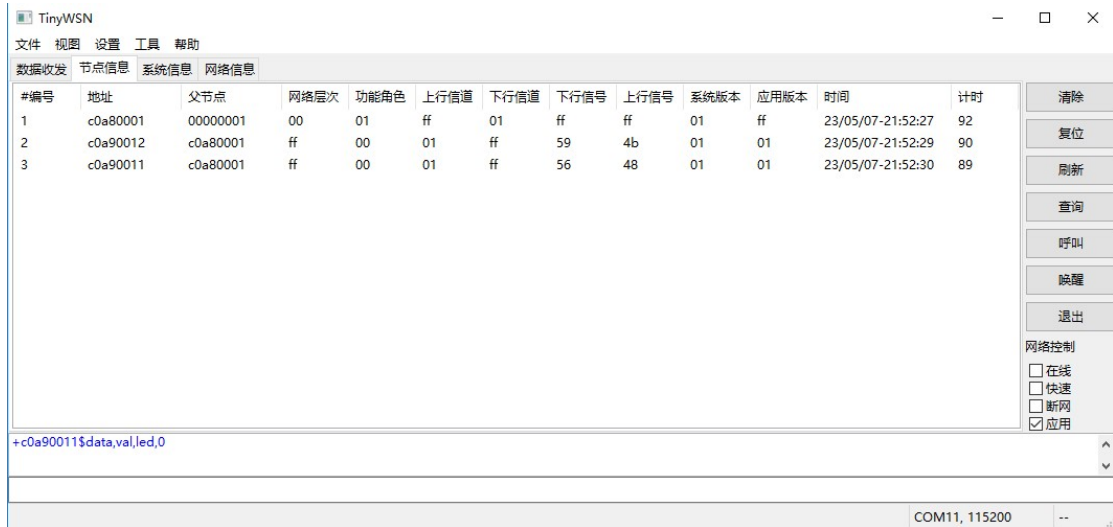 TinyWSN
文件 视图 设置 工具 帮助
数据收发 节点信息 系统信息 网络信息
#编号 地址 父节点 网络层次 功能角色 上行信道 下行信道 下行信号 上行信号 系统版本 应用版本 时间 计时
1 c0a80001 00000001 00 01 ff 01 ff ff 01 ff 23/05/07-21:52:27 92
2 c0a90012 c0a80001 ff 00 01 ff 59 4b 01 01 23/05/07-21:52:29 90
3 c0a90011 c0a80001 ff 00 01 ff 56 48 01 01 23/05/07-21:52:30 89
清除
复位
刷新
查询
呼叫
唤醒
退出
网络控制
在线
快速
断网
应用
+c0a90011$data,val,led,0
COM11, 115200 --